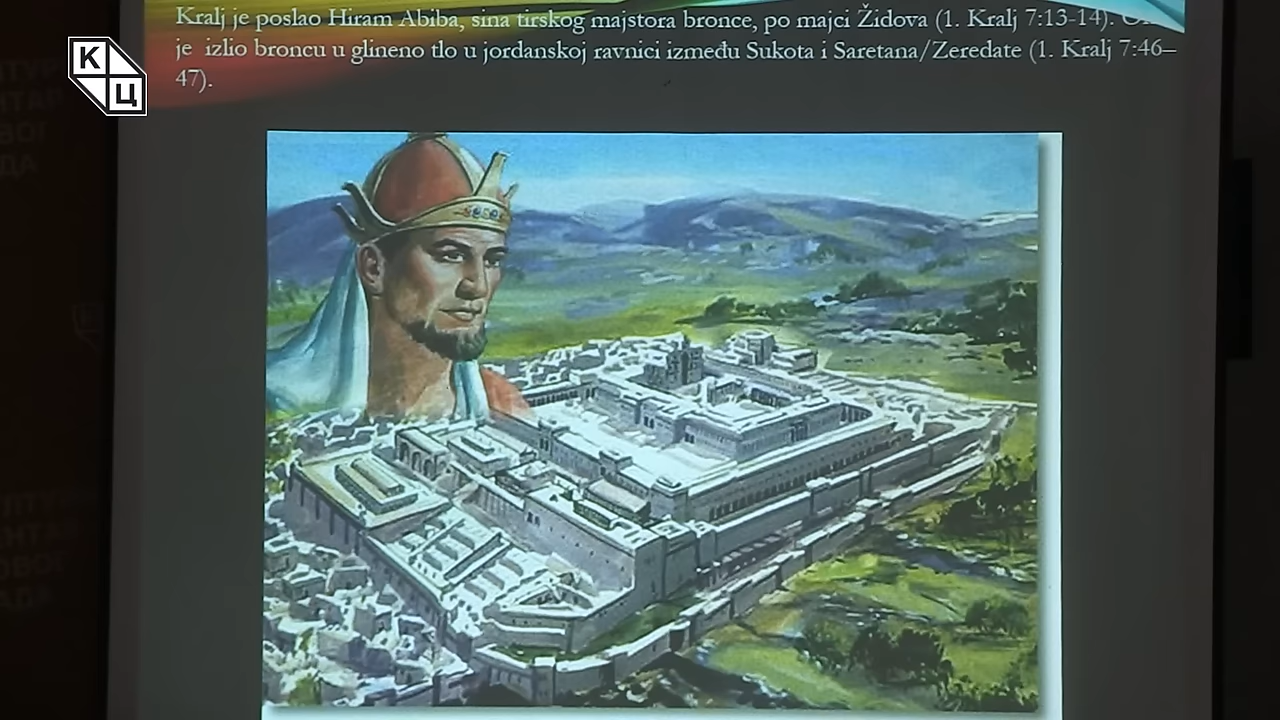 Kralj je poslao Hiram Abiba, sina tirskog majstora bronce, po majci Židova (1. Kralj 7:13-14).
je izlio broncu u glineno tlo u jordanskoj ravnici između Sukota i Saretana/Zeredate (1. Kralj 7:46–
47).
К
Ц